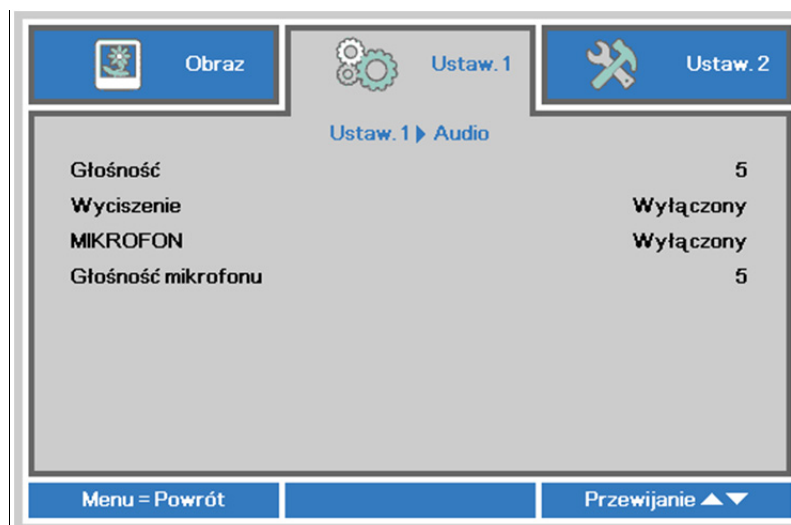 Obraz Ustaw. 1 Ustaw. 2
Ustaw. 1 ▶ Audio
Głośność 5
Wyciszenie Wyłączony
MIKROFON Wyłączony
Głośność mikrofonu 5
Menu = Powrót Przewijanie ▲▼